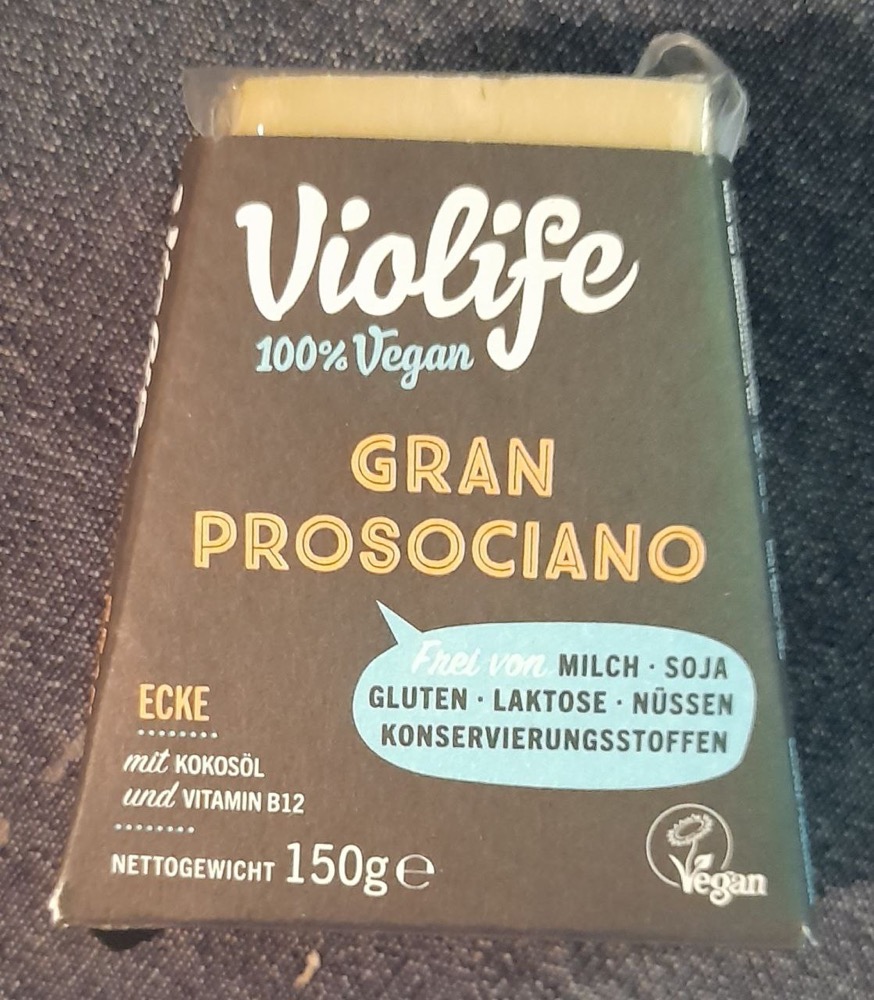 Violife
100% Vegan
GRAN
PROSOCIANO
Frei von MILCH · SOJA
GLUTEN · LAKTOSE · NÜSSEN
KONSERVIERUNGSSTOFFEN
ECKE
mit KOKOSÖL
und VITAMIN B12
NETTOGEWICHT 150g ℮
Vegan